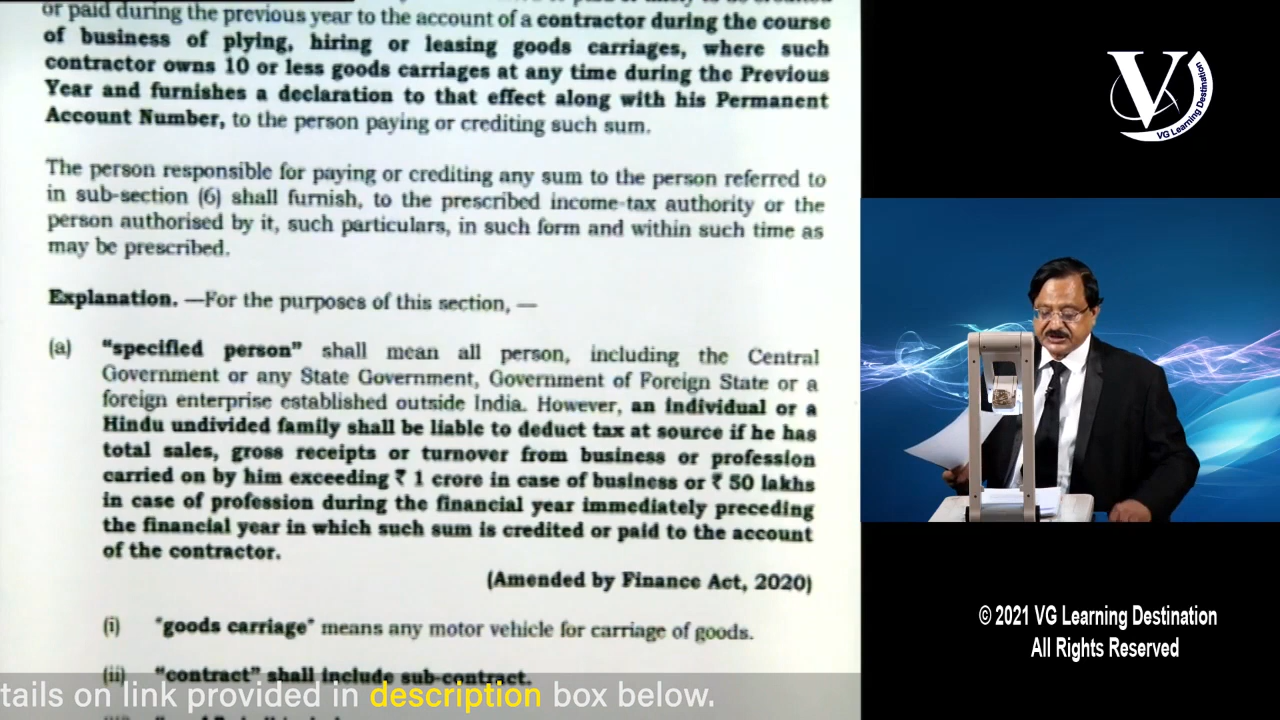 or paid during the previous year to the account of a contractor during the course
of business of plying, hiring or leasing goods carriages, where such
contractor owns 10 or less goods carriages at any time during the Previous
Year and furnishes a declaration to that effect along with his Permanent
Account Number, to the person paying or crediting such sum.
The person responsible for paying or crediting any sum to the person referred to
in sub-section (6) shall furnish, to the prescribed income-tax authority or the
person authorised by it, such particulars, in such form and within such time as
may be prescribed.
Explanation. —For the purposes of this section, —
(a) "specified person" shall mean all person, including the Central
Government or any State Government, Government of Foreign State or a
foreign enterprise established outside India. However, an individual or a
Hindu undivided family shall be liable to deduct tax at source if he has
total sales, gross receipts or turnover from business or profession
carried on by him exceeding ₹ 1 crore in case of business or ₹ 50 lakhs
in case of profession during the financial year immediately preceding
the financial year in which such sum is credited or paid to the account
of the contractor.
(Amended by Finance Act, 2020)
(i) "goods carriage" means any motor vehicle for carriage of goods.
(ii) "contract" shall include sub-contract.
tails on link provided in description box below.
V
VG Learning Destination
© 2021 VG Learning Destination
All Rights Reserved